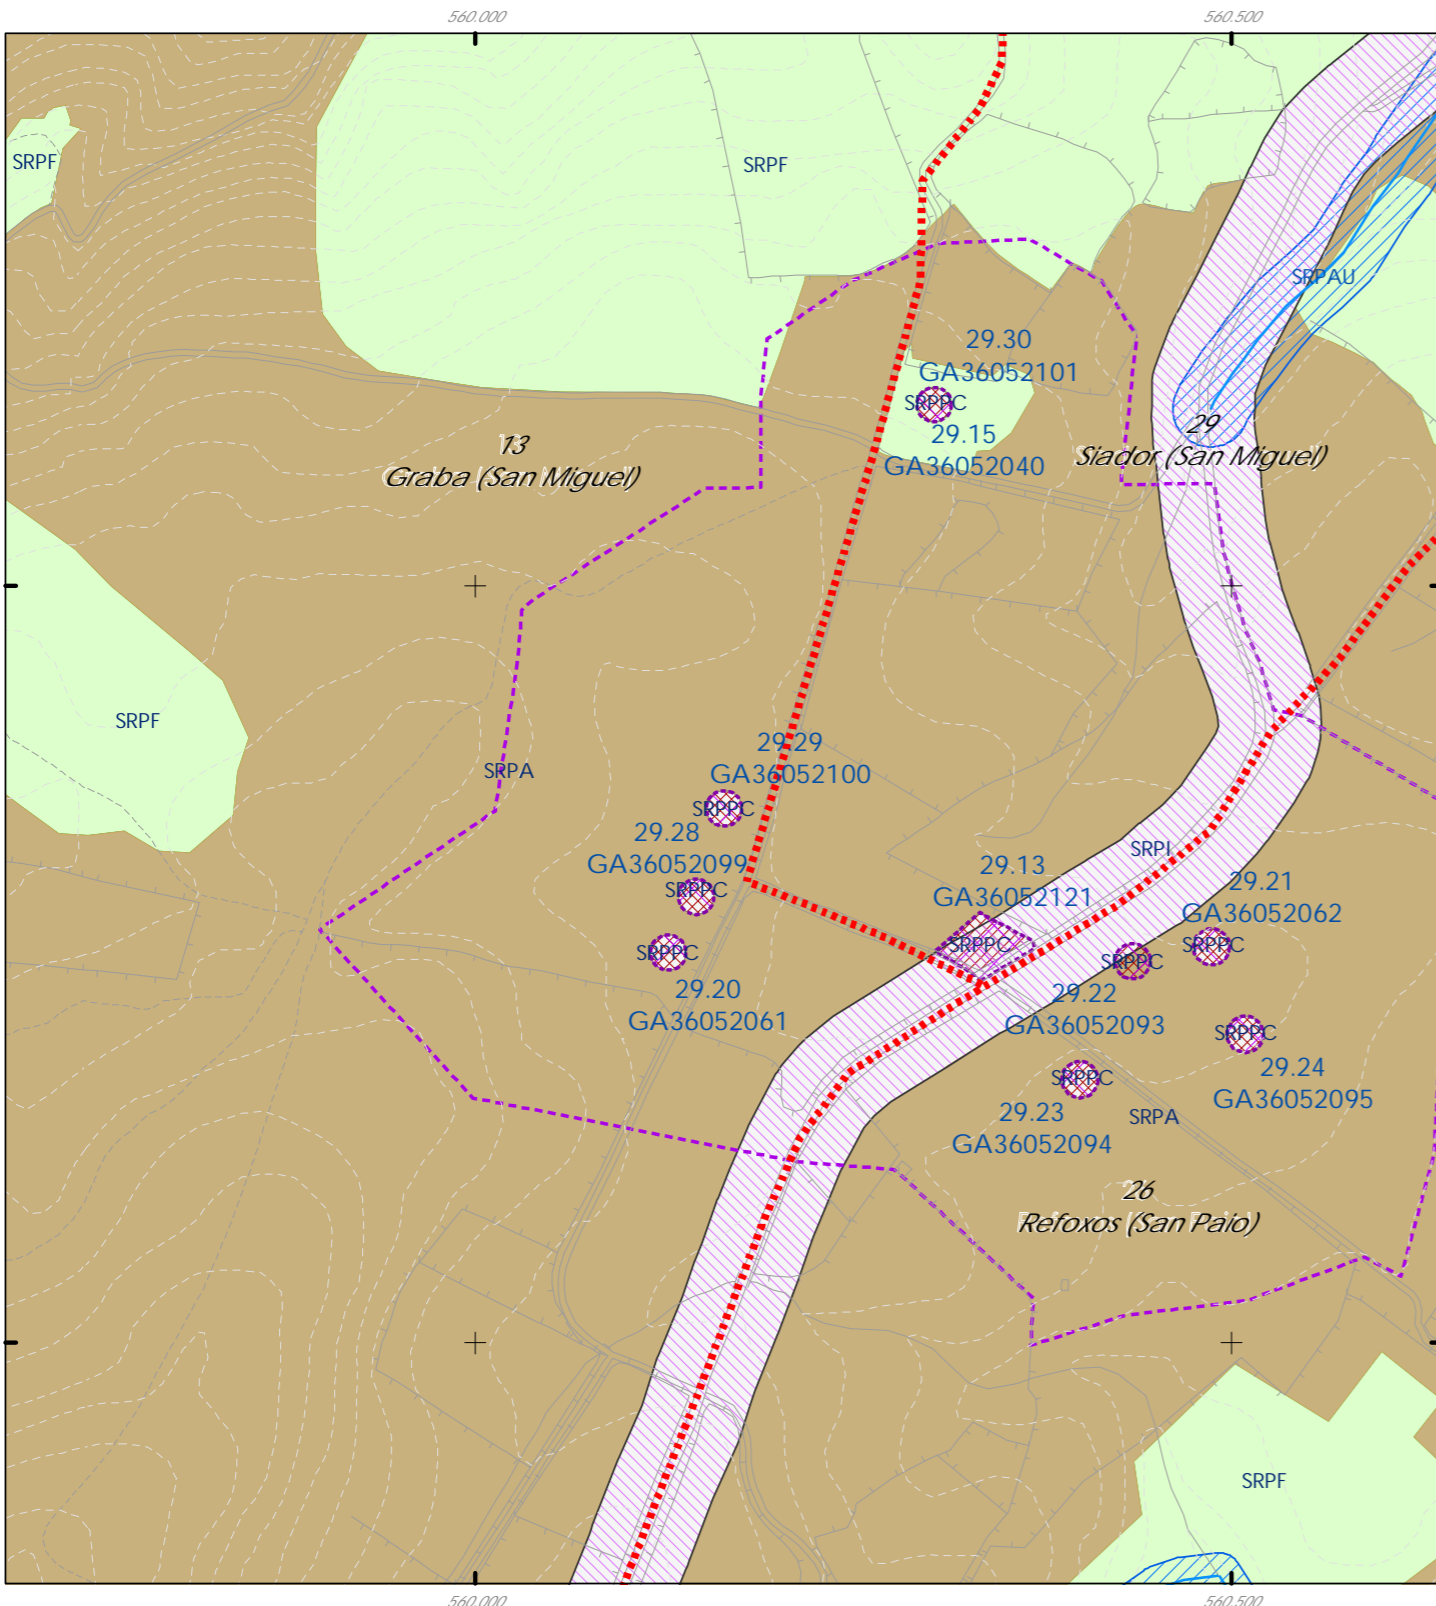 560.000
560.500
SRPF
SRPF
SRPAU
29.30
GA36052101
SRPPC
29.15
GA36052040
29
Siador (San Miguel)
13
Graba (San Miguel)
SRPF
SRPA
29.29
GA36052100
SRPPC
29.28
GA36052099
SRPPC
SRPPC
29.20
GA36052061
SRPI
29.13
GA36052121
SRPPC
29.21
GA36052062
SRPPC
SRPPC
29.22
GA36052093
SRPPC
29.24
GA36052095
SRPPC
29.23
GA36052094
SRPA
26
Refoxos (San Paio)
SRPF
560.000
560.500